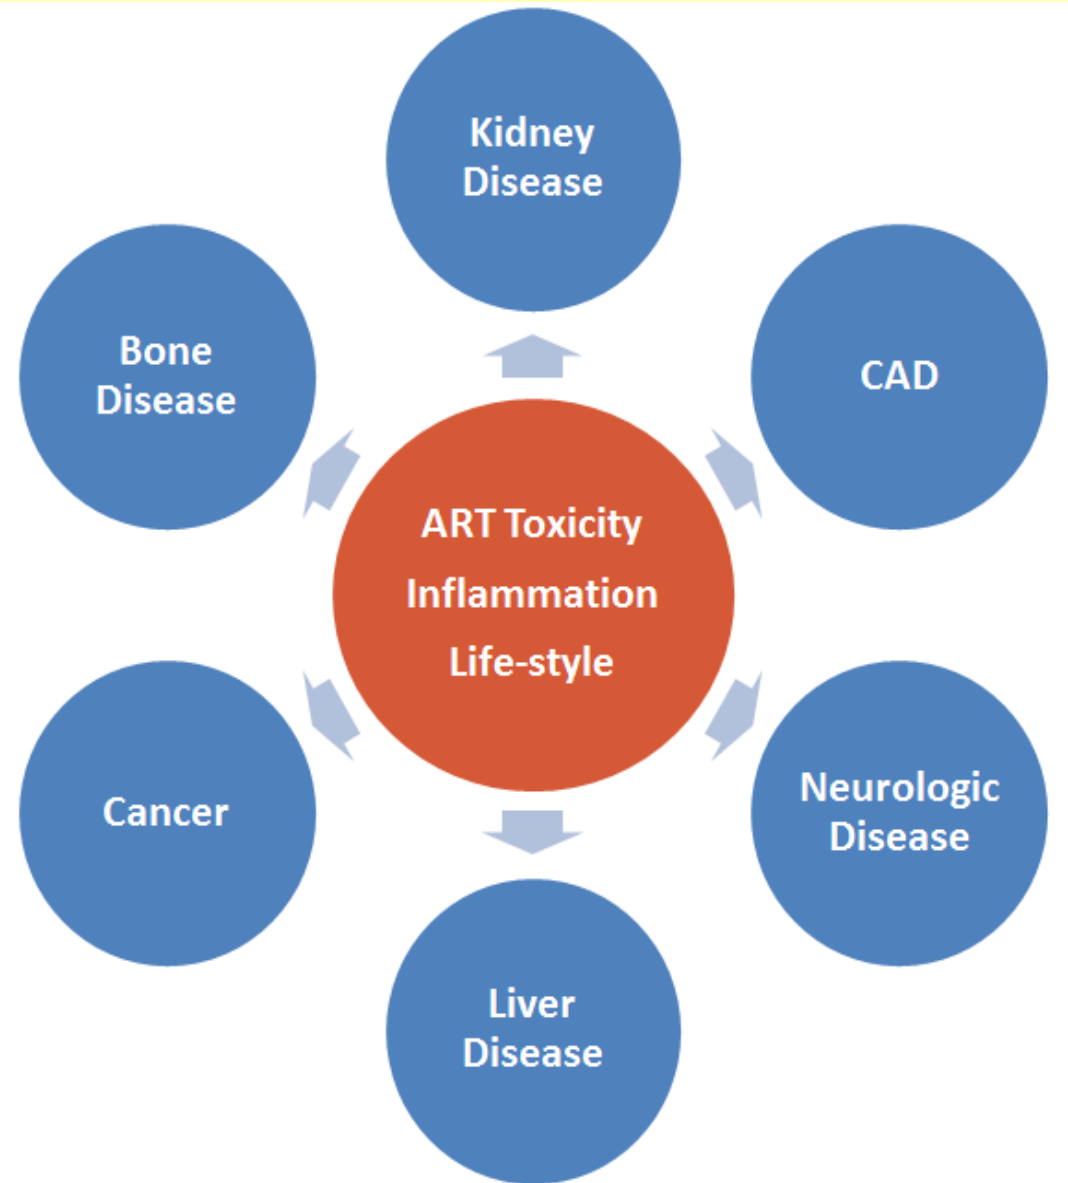 Kidney
Disease
Bone
Disease
CAD
ART Toxicity
Inflammation
Life-style
Cancer
Neurologic
Disease
Liver
Disease